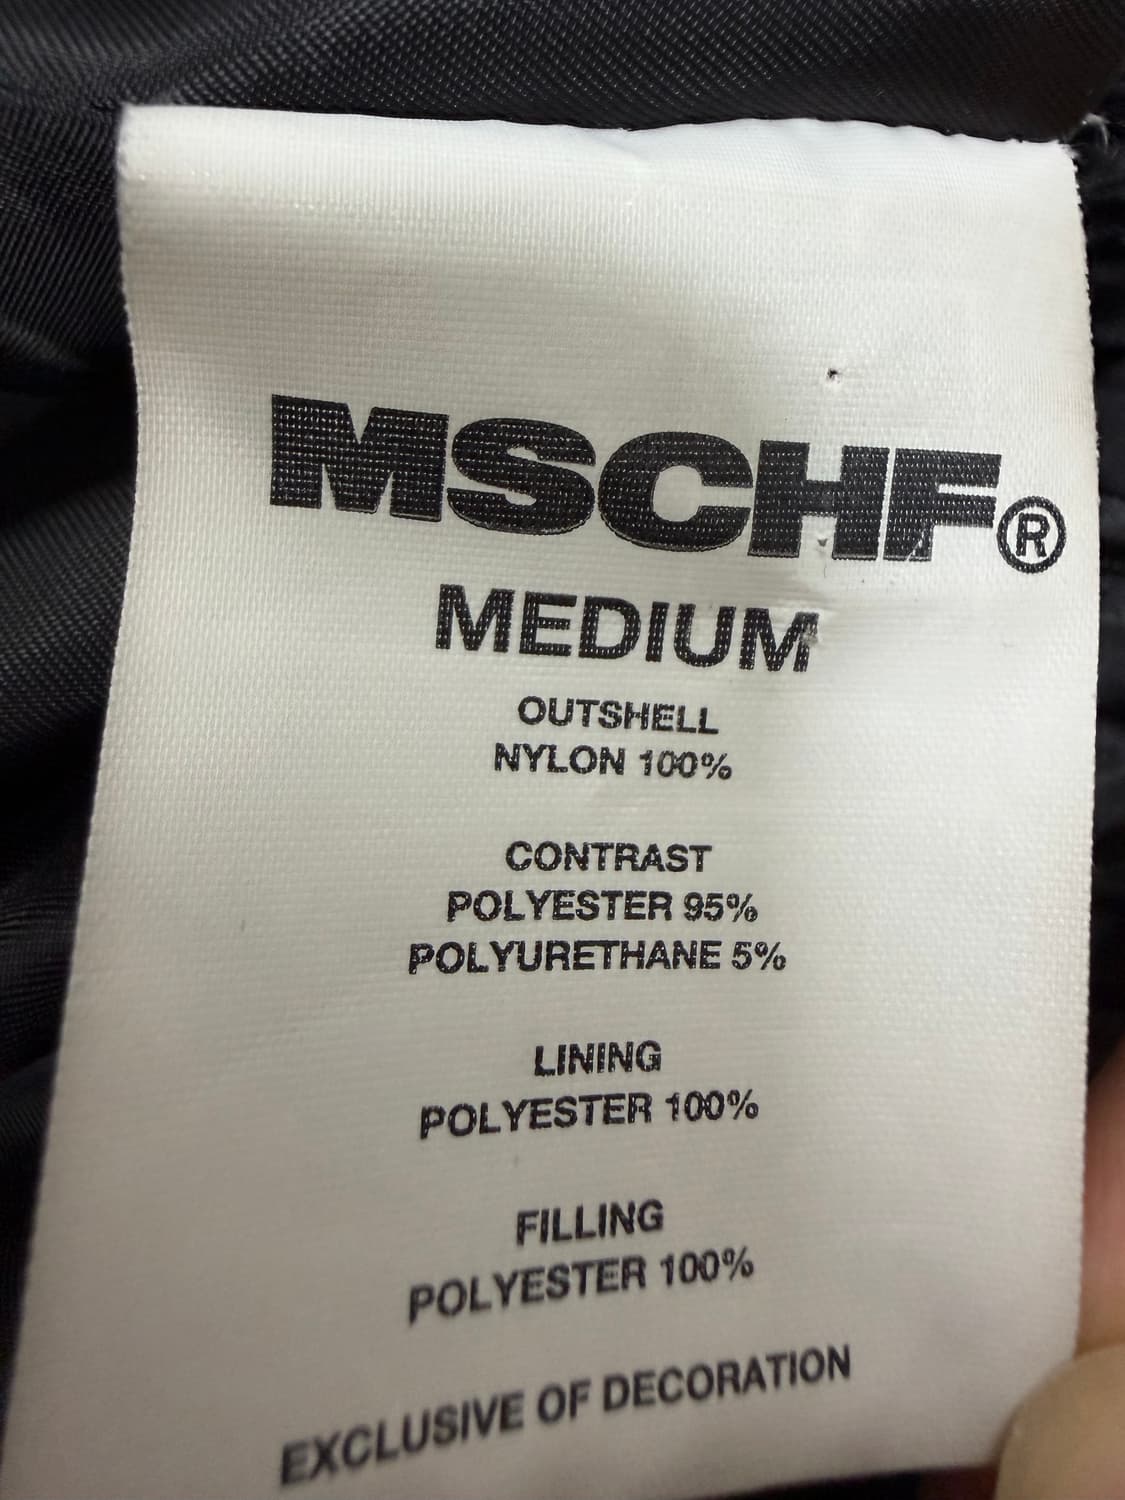 MSCHF®
MEDIUM
OUTSHELL
NYLON 100%
CONTRAST
POLYESTER 95%
POLYURETHANE 5%
LINING
POLYESTER 100%
FILLING
POLYESTER 100%
EXCLUSIVE OF DECORATION